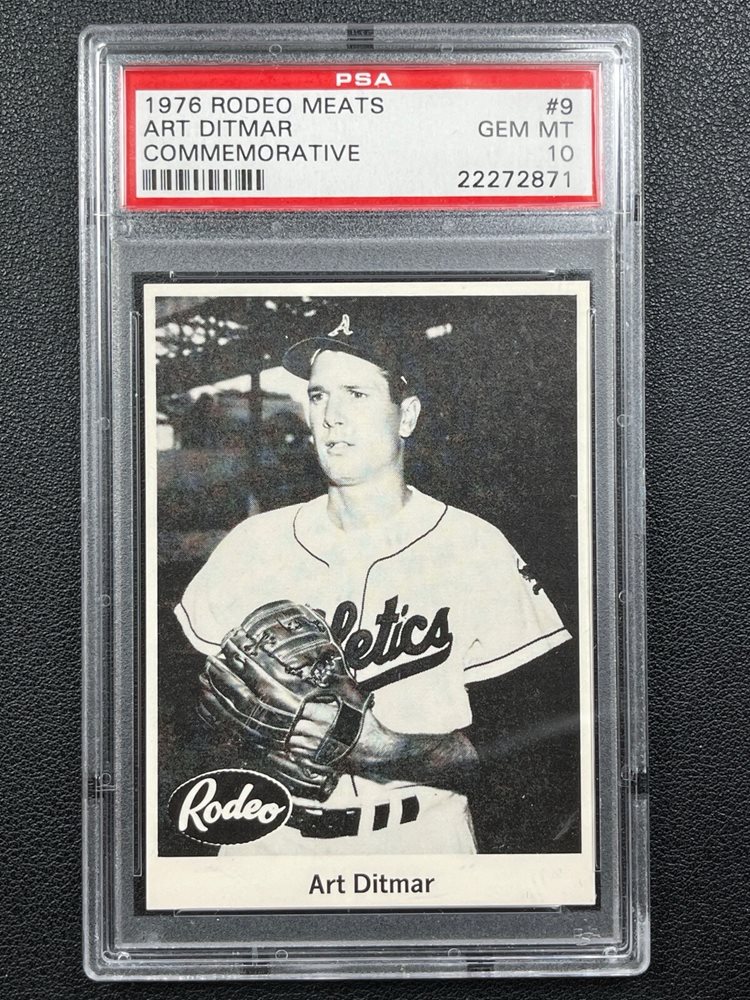 PSA
1976 RODEO MEATS #9
ART DITMAR GEM MT
COMMEMORATIVE 10
22272871
A
letics
Rodeo
Art Ditmar